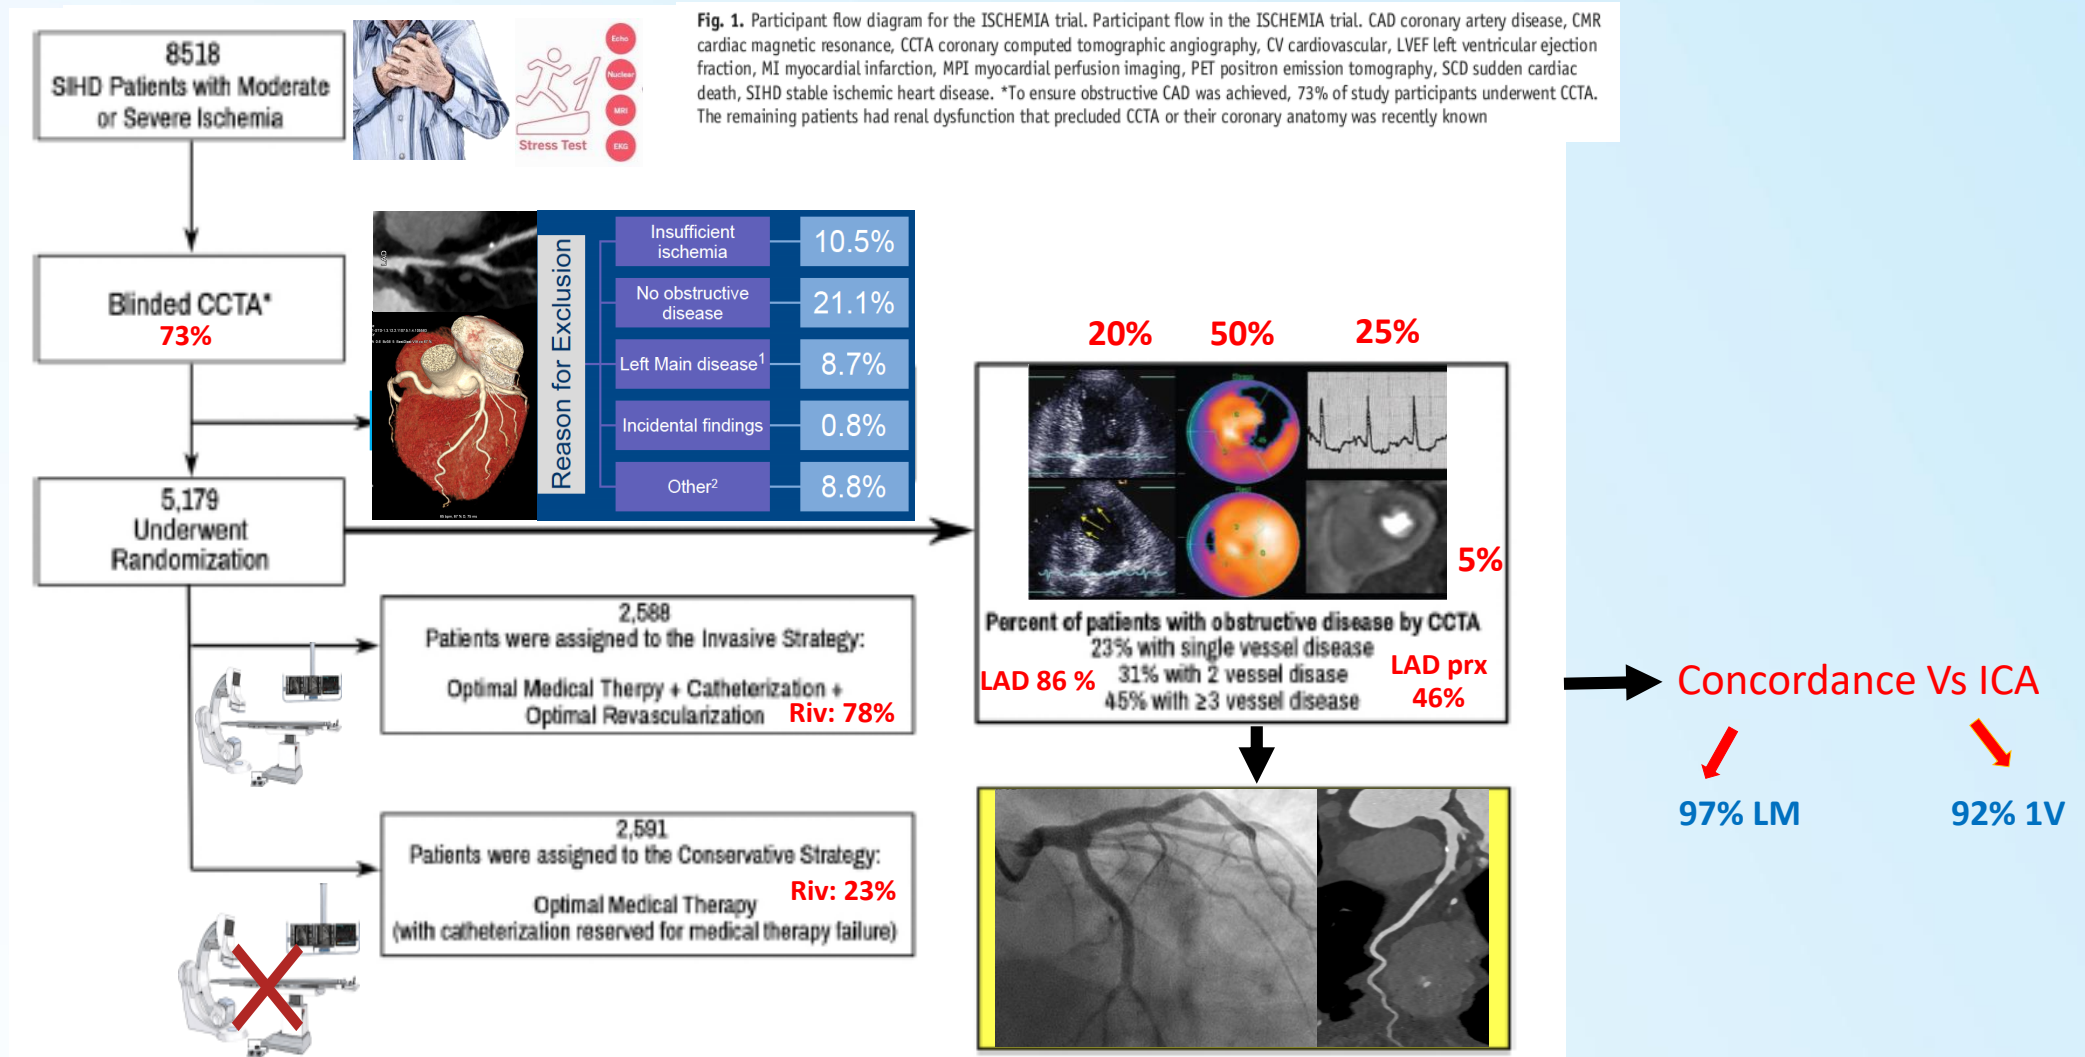 Fig. 1. Participant flow diagram for the ISCHEMIA trial. Participant flow in the ISCHEMIA trial. CAD coronary artery disease, CMR
cardiac magnetic resonance, CCTA coronary computed tomographic angiography, CV cardiovascular, LVEF left ventricular ejection
fraction, MI myocardial infarction, MPI myocardial perfusion imaging, PET positron emission tomography, SCD sudden cardiac
death, SIHD stable ischemic heart disease. *To ensure obstructive CAD was achieved, 73% of study participants underwent CCTA.
The remaining patients had renal dysfunction that precluded CCTA or their coronary anatomy was recently known
8518
SIHD Patients with Moderate
or Severe Ischemia
Echo
Nuclear
MRI
EKG
Stress Test
Blinded CCTA*
73%
Reason for Exclusion
Insufficient
ischemia
10.5%
No obstructive
disease
21.1%
Left Main disease1
8.7%
Incidental findings
0.8%
Other2
8.8%
5,179
Underwent
Randomization
20%
50%
25%
5%
Percent of patients with obstructive disease by CCTA
23% with single vessel disease
31% with 2 vessel disase
45% with ≥3 vessel disease
LAD 86 %
LAD prx
46%
2,588
Patients were assigned to the Invasive Strategy:
Optimal Medical Therpy + Catheterization +
Optimal Revascularization
Riv: 78%
2,591
Patients were assigned to the Conservative Strategy:
Riv: 23%
Optimal Medical Therapy
(with catheterization reserved for medical therapy failure)
Concordance Vs ICA
97% LM
92% 1V